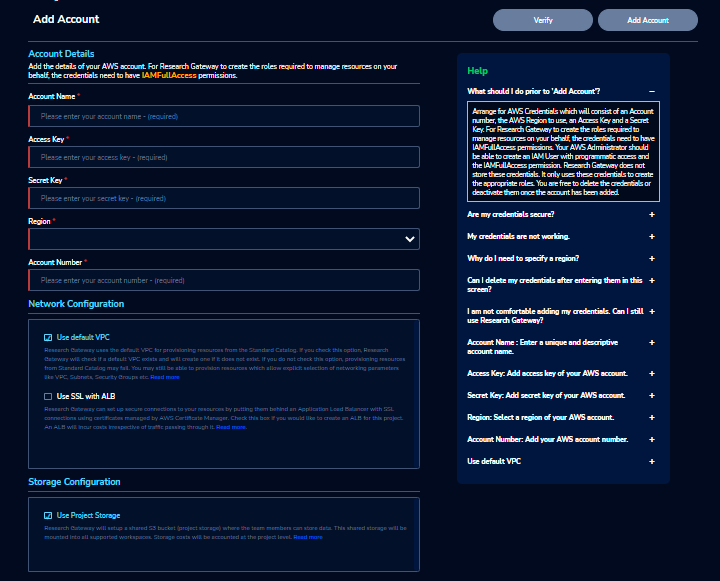 Add Account
Verify
Add Account
Account Details
Add the details of your AWS account. For Research Gateway to create the roles required to manage resources on your
behalf, the credentials need to have IAMFullAccess permissions.
Account Name *
Please enter your account name - (required)
Access Key *
Please enter your access key - (required)
Secret Key *
Please enter your secret key - (required)
Region *
Account Number *
Please enter your account number - (required)
Network Configuration
Use default VPC
Research Gateway uses the default VPC for provisioning resources from the Standard Catalog. If you check this option, Research
Gateway will check if a default VPC exists and will create one if it does not exist. If you do not check this option, provisioning resources
from Standard Catalog may fail. You may still be able to provision resources which allow explicit selection of networking parameters
like VPC, Subnets, Security Groups etc. Read more
Use SSL with ALB
Research Gateway can set up secure connections to your resources by putting them behind an Application Load Balancer with SSL
connections using certificates managed by AWS Certificate Manager. Check this box if you would like to create an ALB for this project.
An ALB will incur costs irrespective of traffic passing through it. Read more
Storage Configuration
Use Project Storage
Research Gateway will setup a shared S3 bucket (project storage) where the team members can store data. This shared storage will be
mounted into all supported workspaces. Storage costs will be accounted at the project level. Read more
Help
What should I do prior to 'Add Account'? −
Arrange for AWS Credentials which will consist of an Account
number, the AWS Region to use, an Access Key and a Secret
Key. For Research Gateway to create the roles required to
manage resources on your behalf, the credentials need to have
IAMFullAccess permissions. Your AWS Administrator should
be able to create an IAM User with programmatic access and
the IAMFullAccess permission. Research Gateway does not
store these credentials. It only uses these credentials to create
the appropriate roles. You are free to delete the credentials or
deactivate them once the account has been added.
Are my credentials secure? +
My credentials are not working. +
Why do I need to specify a region? +
Can I delete my credentials after entering them in this +
screen?
I am not comfortable adding my credentials. Can I still +
use Research Gateway?
Account Name : Enter a unique and descriptive +
account name.
Access Key: Add access key of your AWS account. +
Secret Key: Add secret key of your AWS account. +
Region: Select a region of your AWS account. +
Account Number: Add your AWS account number. +
Use default VPC +